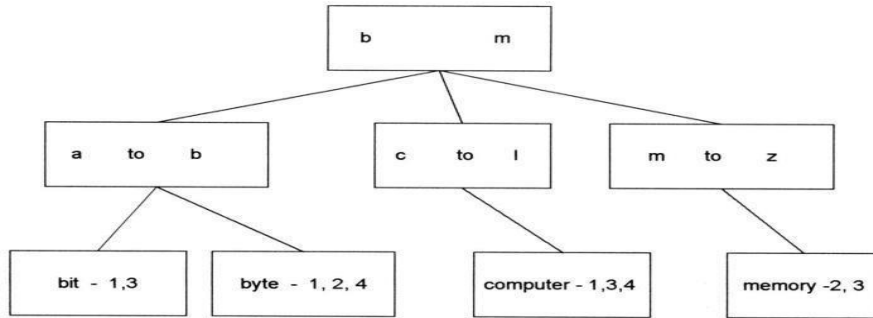 b m
a to b
c to l
m to z
bit - 1,3
byte - 1, 2, 4
computer - 1,3,4
memory -2, 3